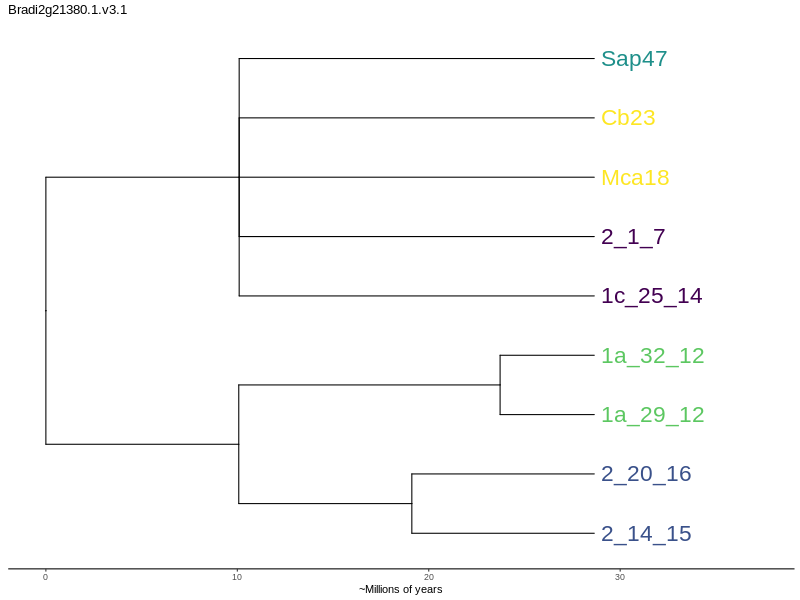 Bradi2g21380.1.v3.1
Sap47
Cb23
Mca18
2_1_7
1c_25_14
1a_32_12
1a_29_12
2_20_16
2_14_15
0 10 20 30
~Millions of years